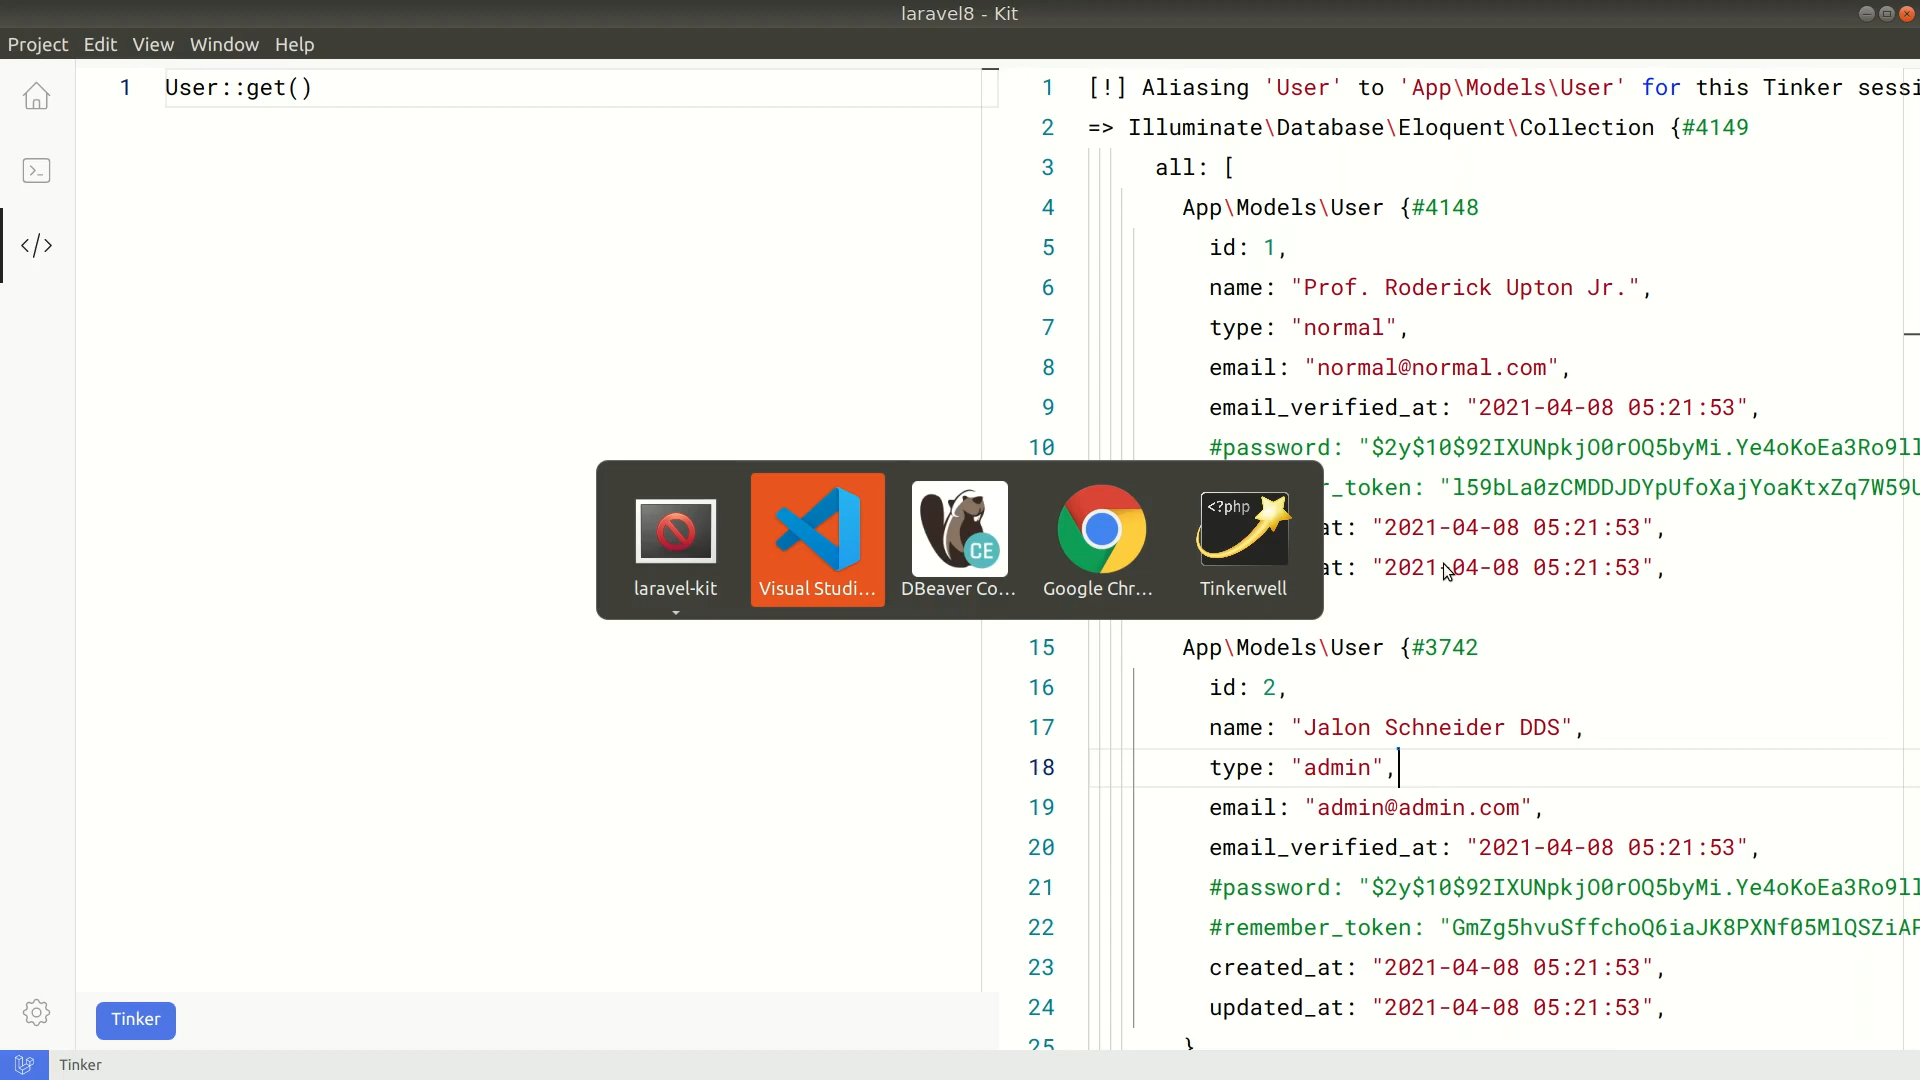 laravel8 - Kit
Project Edit View Window Help
1 User::get()
1 [!] Aliasing 'User' to 'App\Models\User' for this Tinker sessi
2 => Illuminate\Database\Eloquent\Collection {#4149
3 all: [
4 App\Models\User {#4148
5 id: 1,
6 name: "Prof. Roderick Upton Jr.",
7 type: "normal",
8 email: "normal@normal.com",
9 email_verified_at: "2021-04-08 05:21:53",
10 #password: "$2y$10$92IXUNpkjO0rOQ5byMi.Ye4oKoEa3Ro9ll
r_token: "l59bLa0zCMDDJDYpUfoXajYoaKtxZq7W59U
at: "2021-04-08 05:21:53",
at: "2021-04-08 05:21:53",
<?php
CE
laravel-kit Visual Studi... DBeaver Co... Google Chr... Tinkerwell
15 App\Models\User {#3742
16 id: 2,
17 name: "Jalon Schneider DDS",
18 type: "admin",
19 email: "admin@admin.com",
20 email_verified_at: "2021-04-08 05:21:53",
21 #password: "$2y$10$92IXUNpkjO0rOQ5byMi.Ye4oKoEa3Ro9ll
22 #remember_token: "GmZg5hvuSffchoQ6iaJK8PXNf05MlQSZiAF
23 created_at: "2021-04-08 05:21:53",
24 updated_at: "2021-04-08 05:21:53",
25 }
Tinker
Tinker